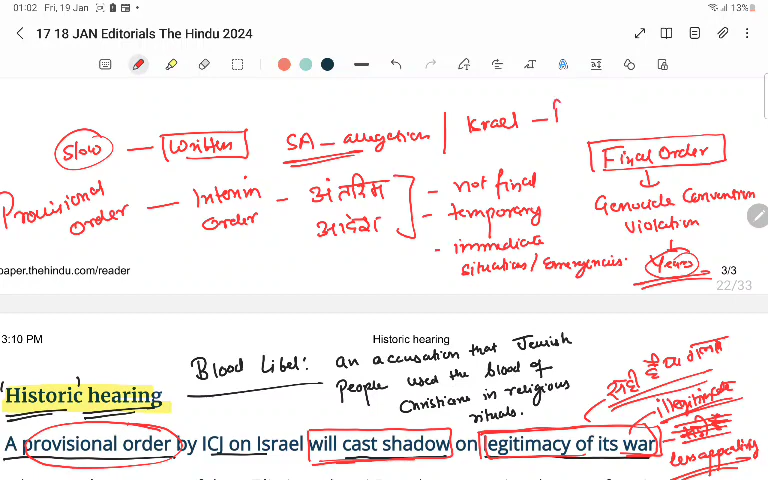 01:02 Fri, 19 Jan 13%
17 18 JAN Editorials The Hindu 2024
Slow — Written SA - allegation | Israel -
Final Order
Provisional Order — Interim Order - अंतरिम आदेश
- not final
- temporary
- immediate situations/Emergencies.
Genocide Convention Violation
Years
paper.thehindu.com/reader 3/3
22/33
3:10 PM Historic hearing
Blood Libel: an accusation that Jewish People used the blood of Christians in religious rituals.
'Historic' hearing
सही है या गलत
illegitimate
A provisional order by ICJ on Israel will cast shadow on legitimacy of its war